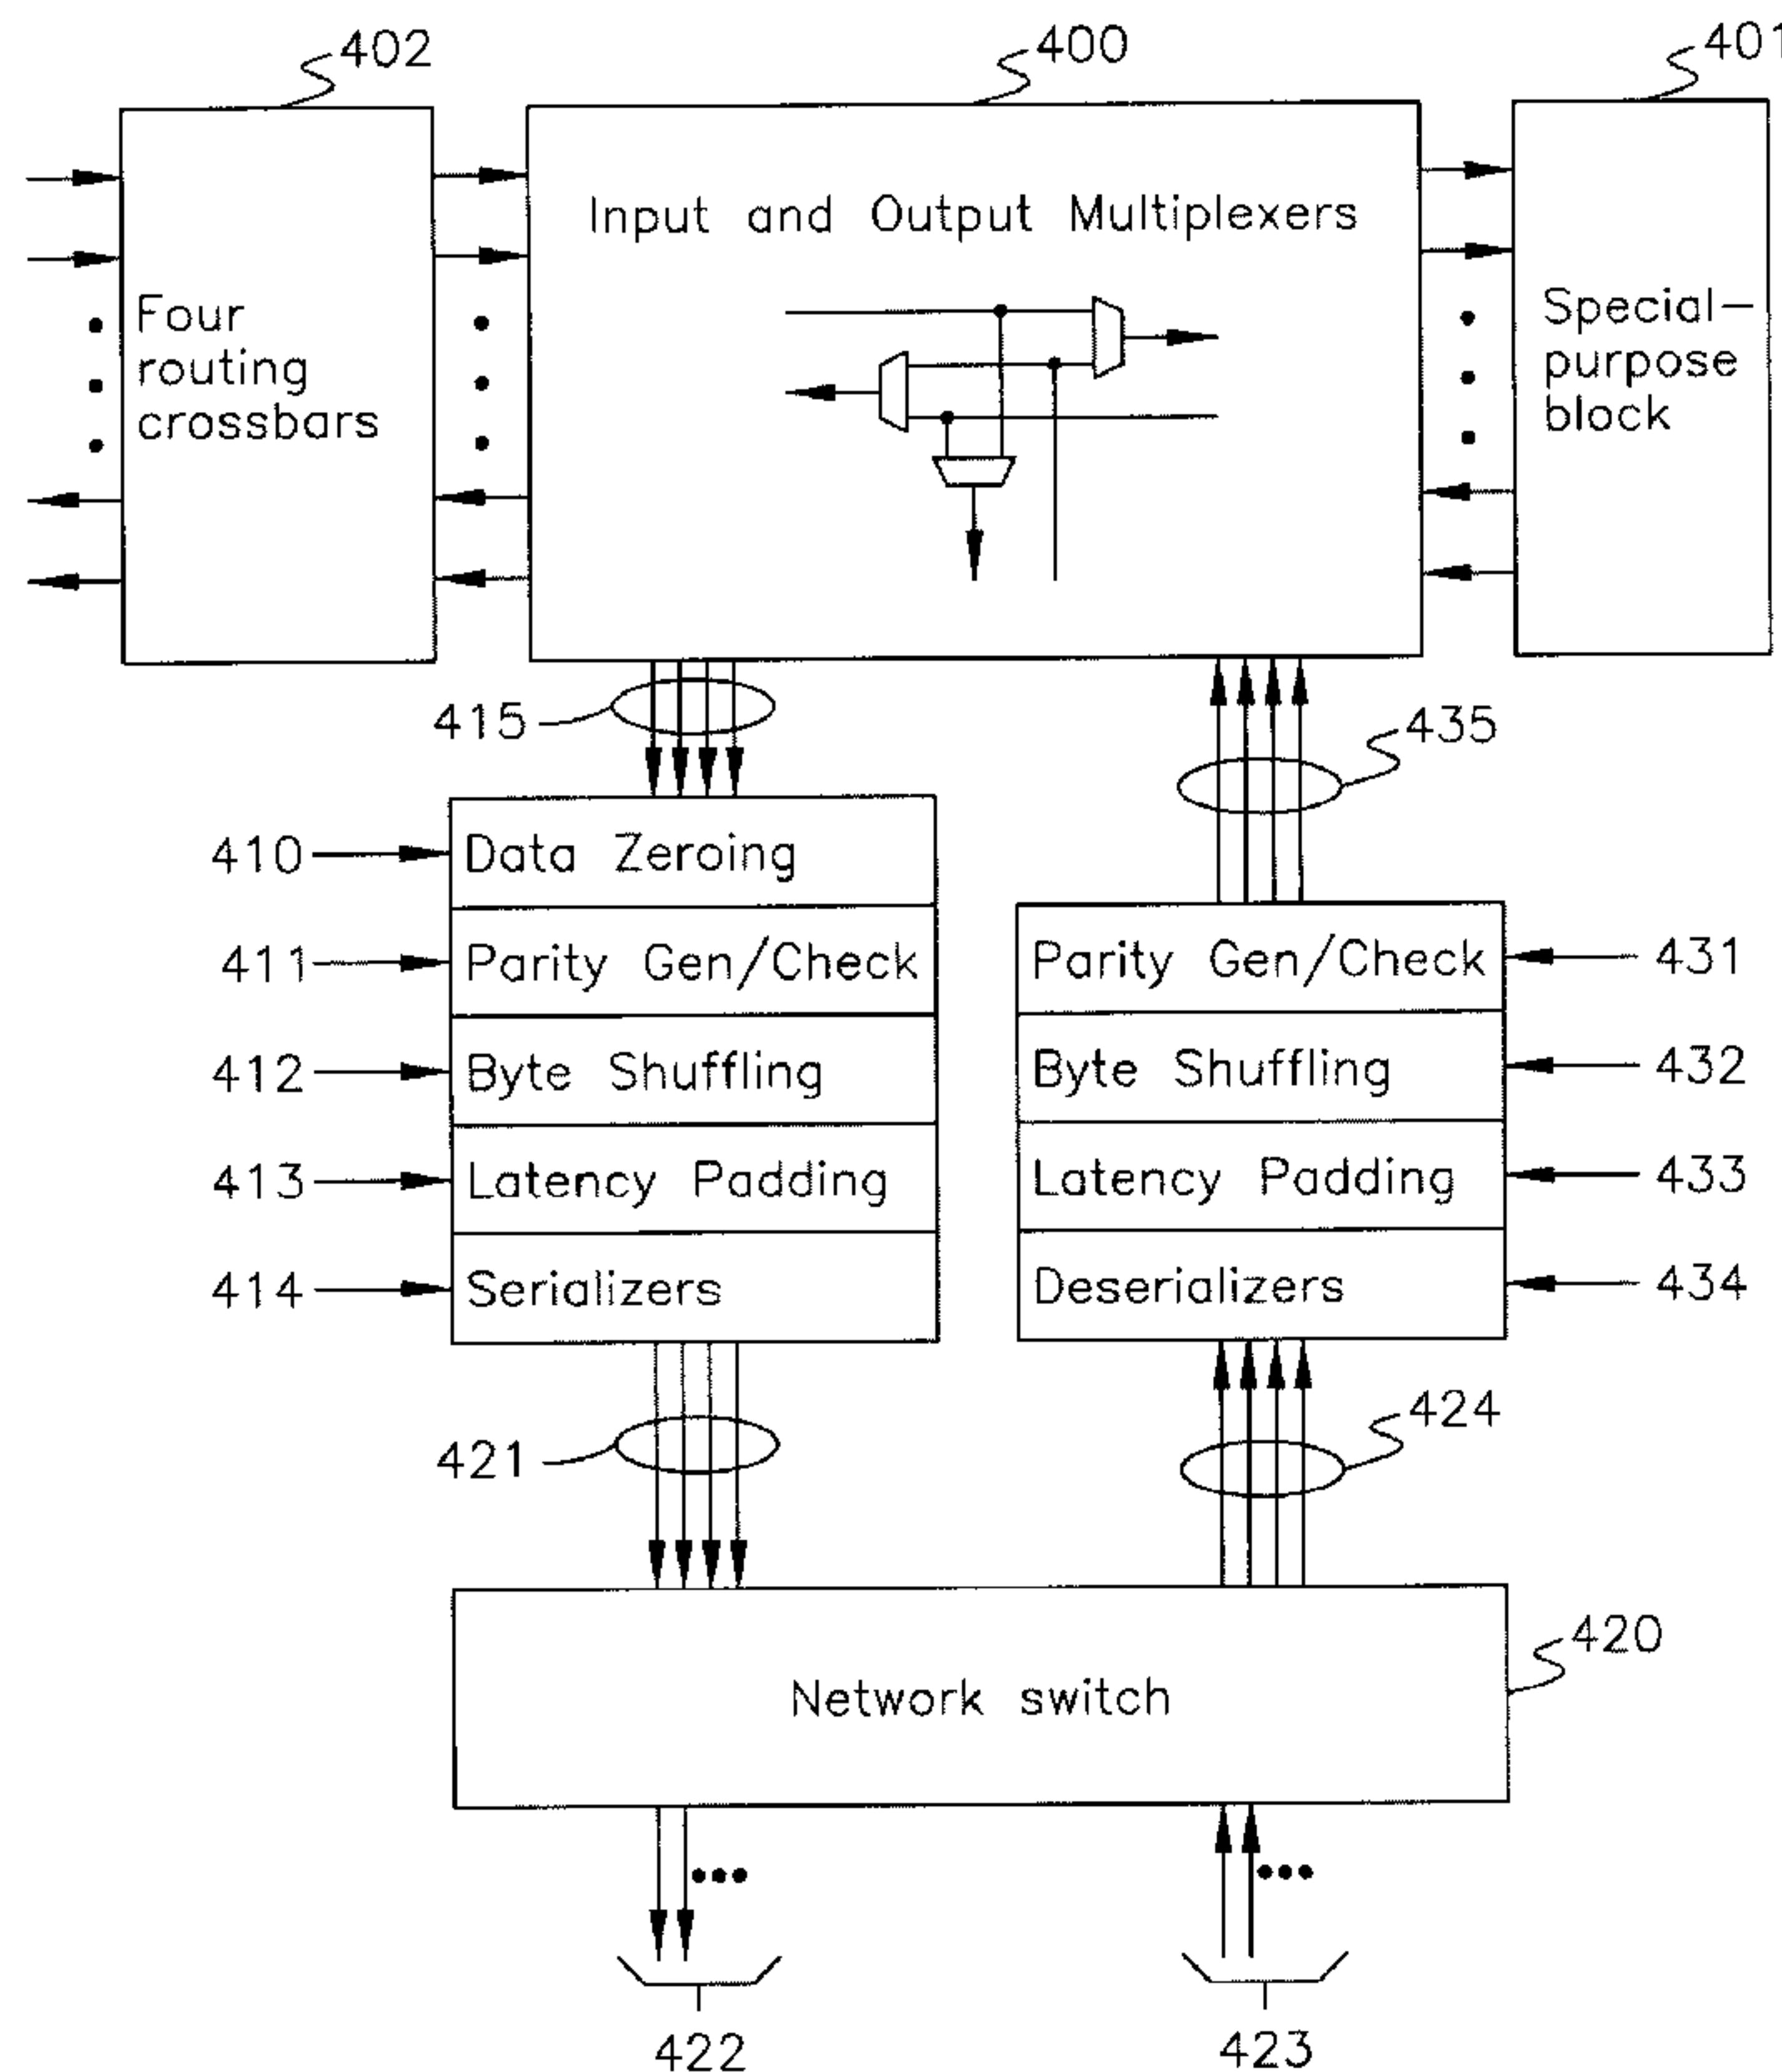 402
400
401
Input and Output Multiplexers
Four
routing
crossbars
Special-
purpose
block
415
435
410
Data Zeroing
411
Parity Gen/Check
412
Byte Shuffling
413
Latency Padding
414
Serializers
Parity Gen/Check
431
Byte Shuffling
432
Latency Padding
433
Deserializers
434
421
424
420
Network switch
422
423